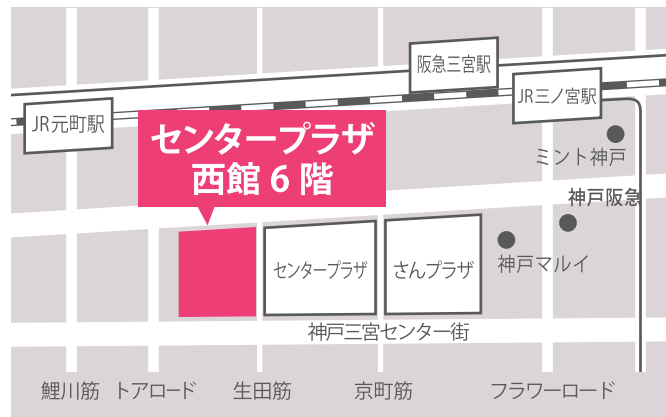 阪急三宮駅
JR三ノ宮駅
JR元町駅
センタープラザ
西館6階
ミント神戸
神戸阪急
センタープラザ
さんプラザ
神戸マルイ
神戸三宮センター街
鯉川筋
トアロード
生田筋
京町筋
フラワーロード